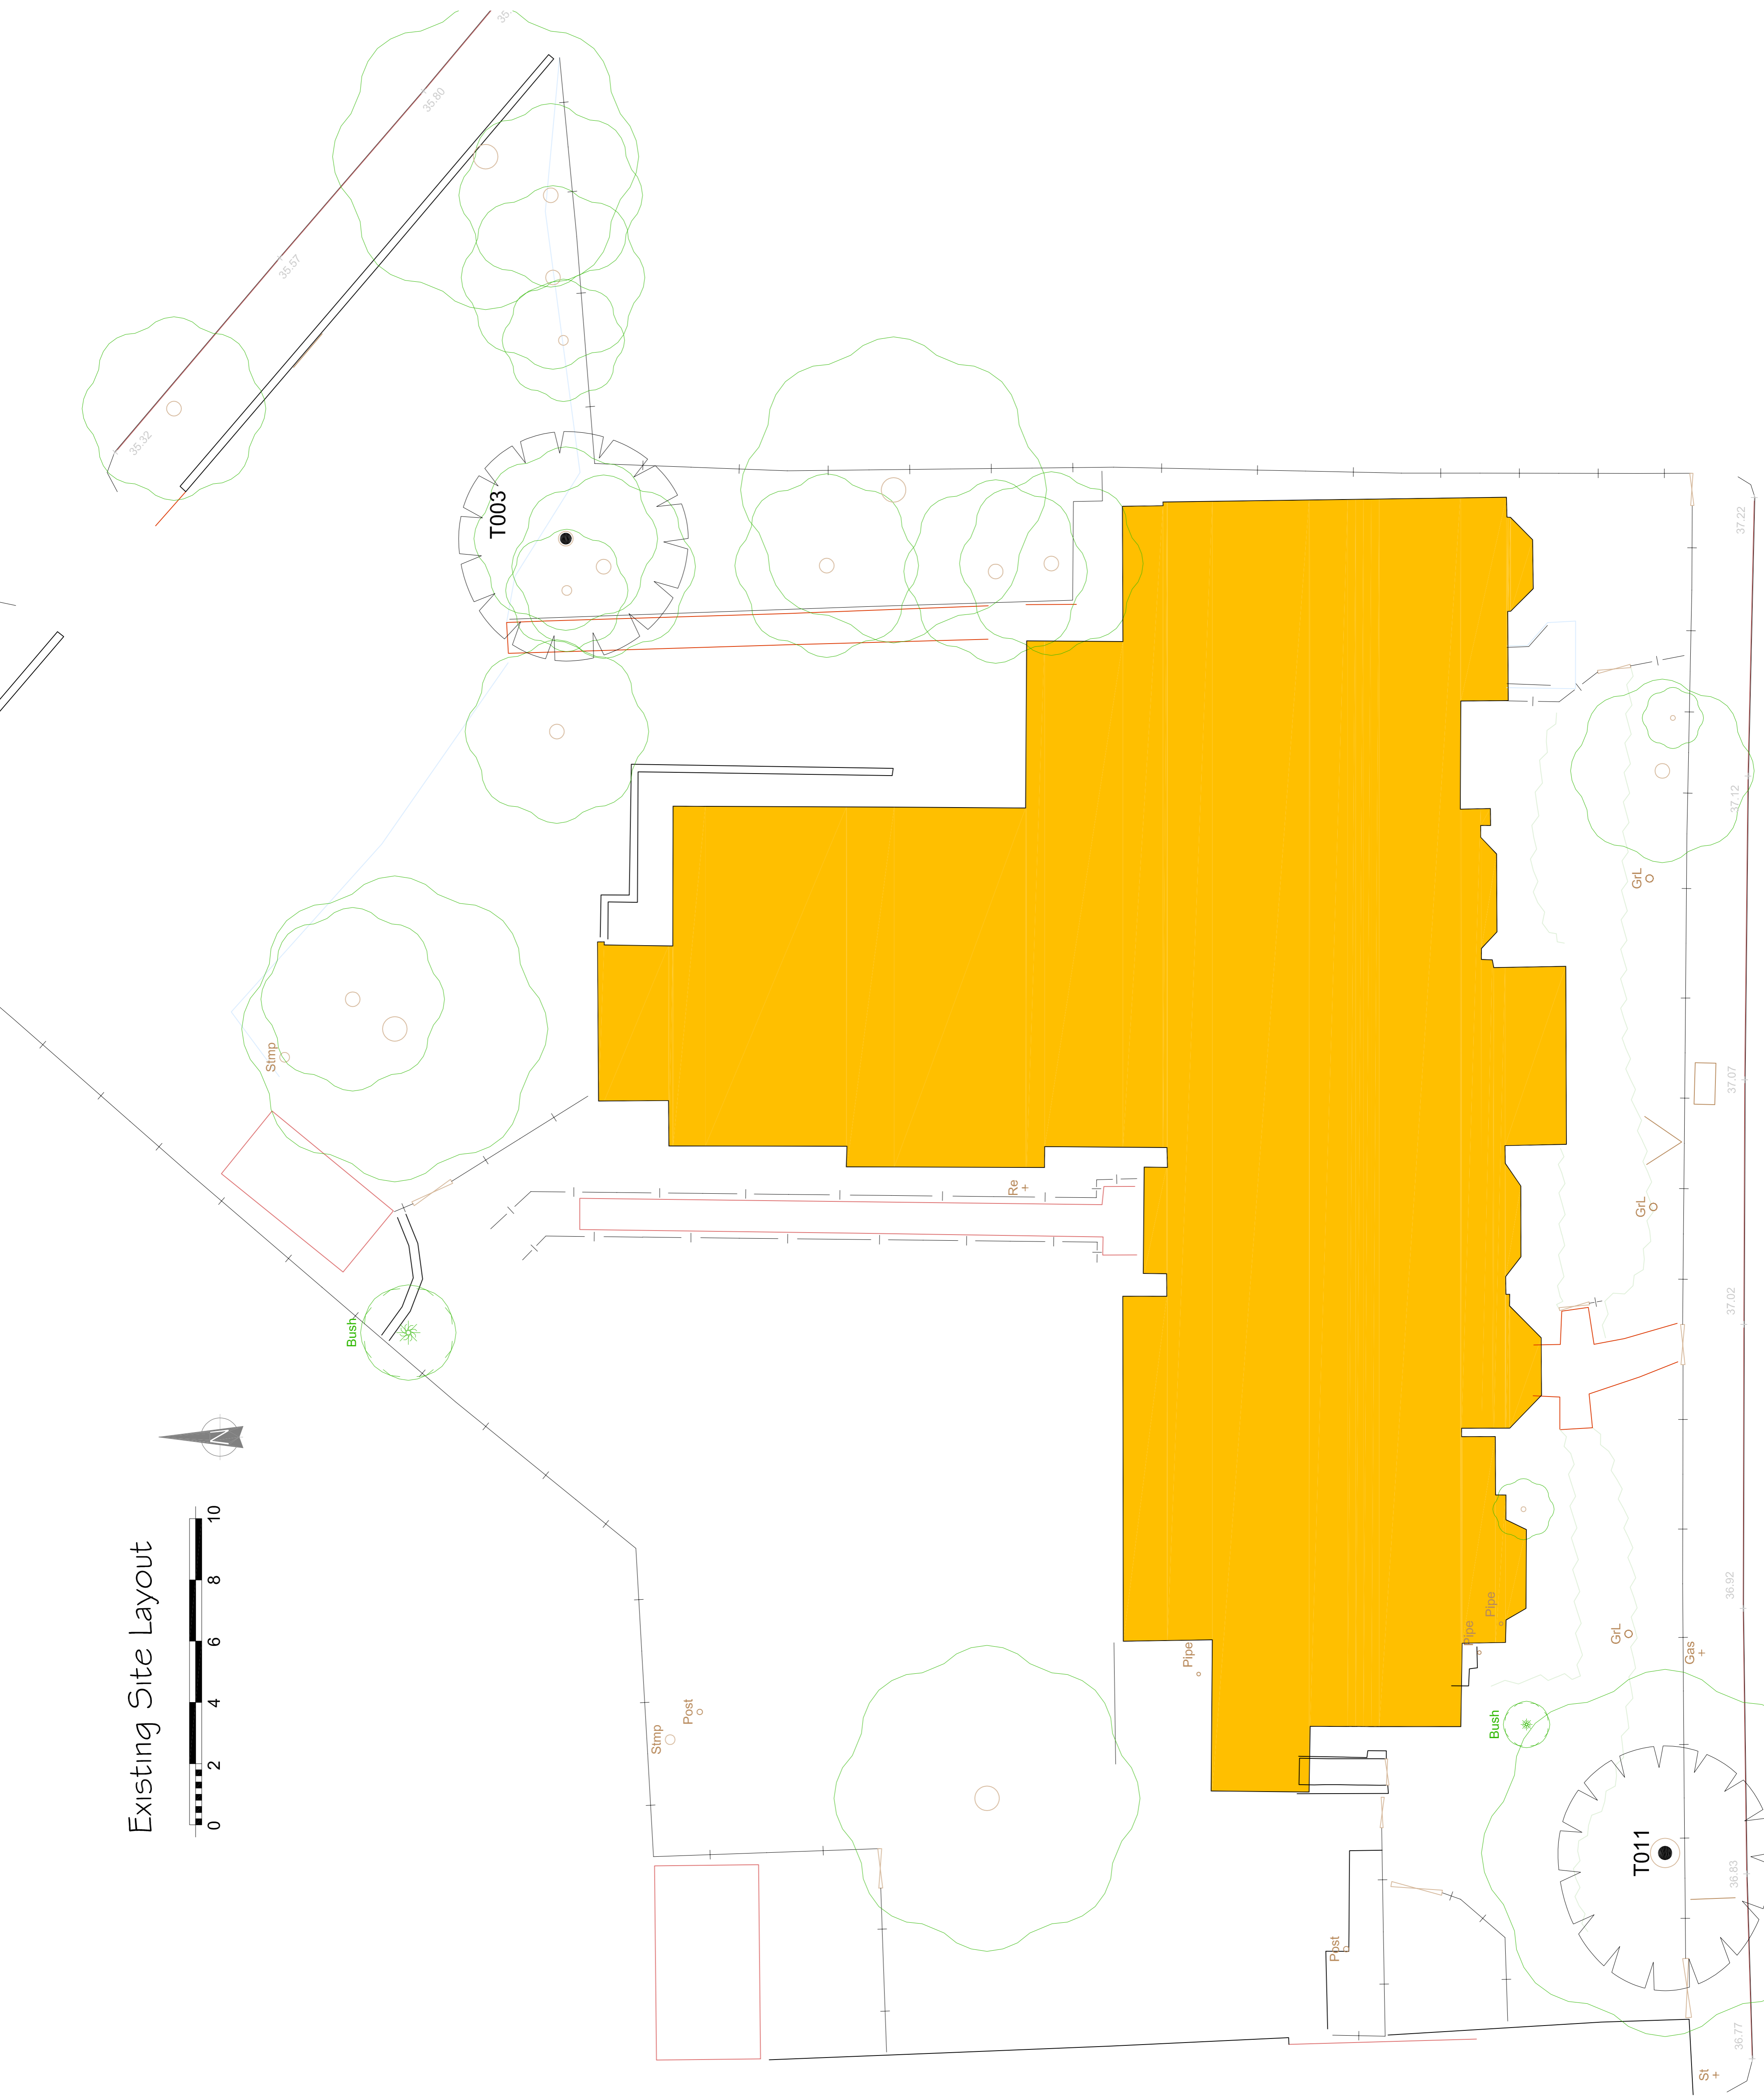 Existing Site Layout
0 2 4 6 8 10
N
35.
35.80
35.57
35.32
T003
Stmp
Bush
Re
Stmp
Post
Pipe
Pipe
Pipe
Post
Bush
T011
GrL
GrL
GrL
Gas
St
37.22
37.12
37.07
37.02
36.92
36.83
36.77